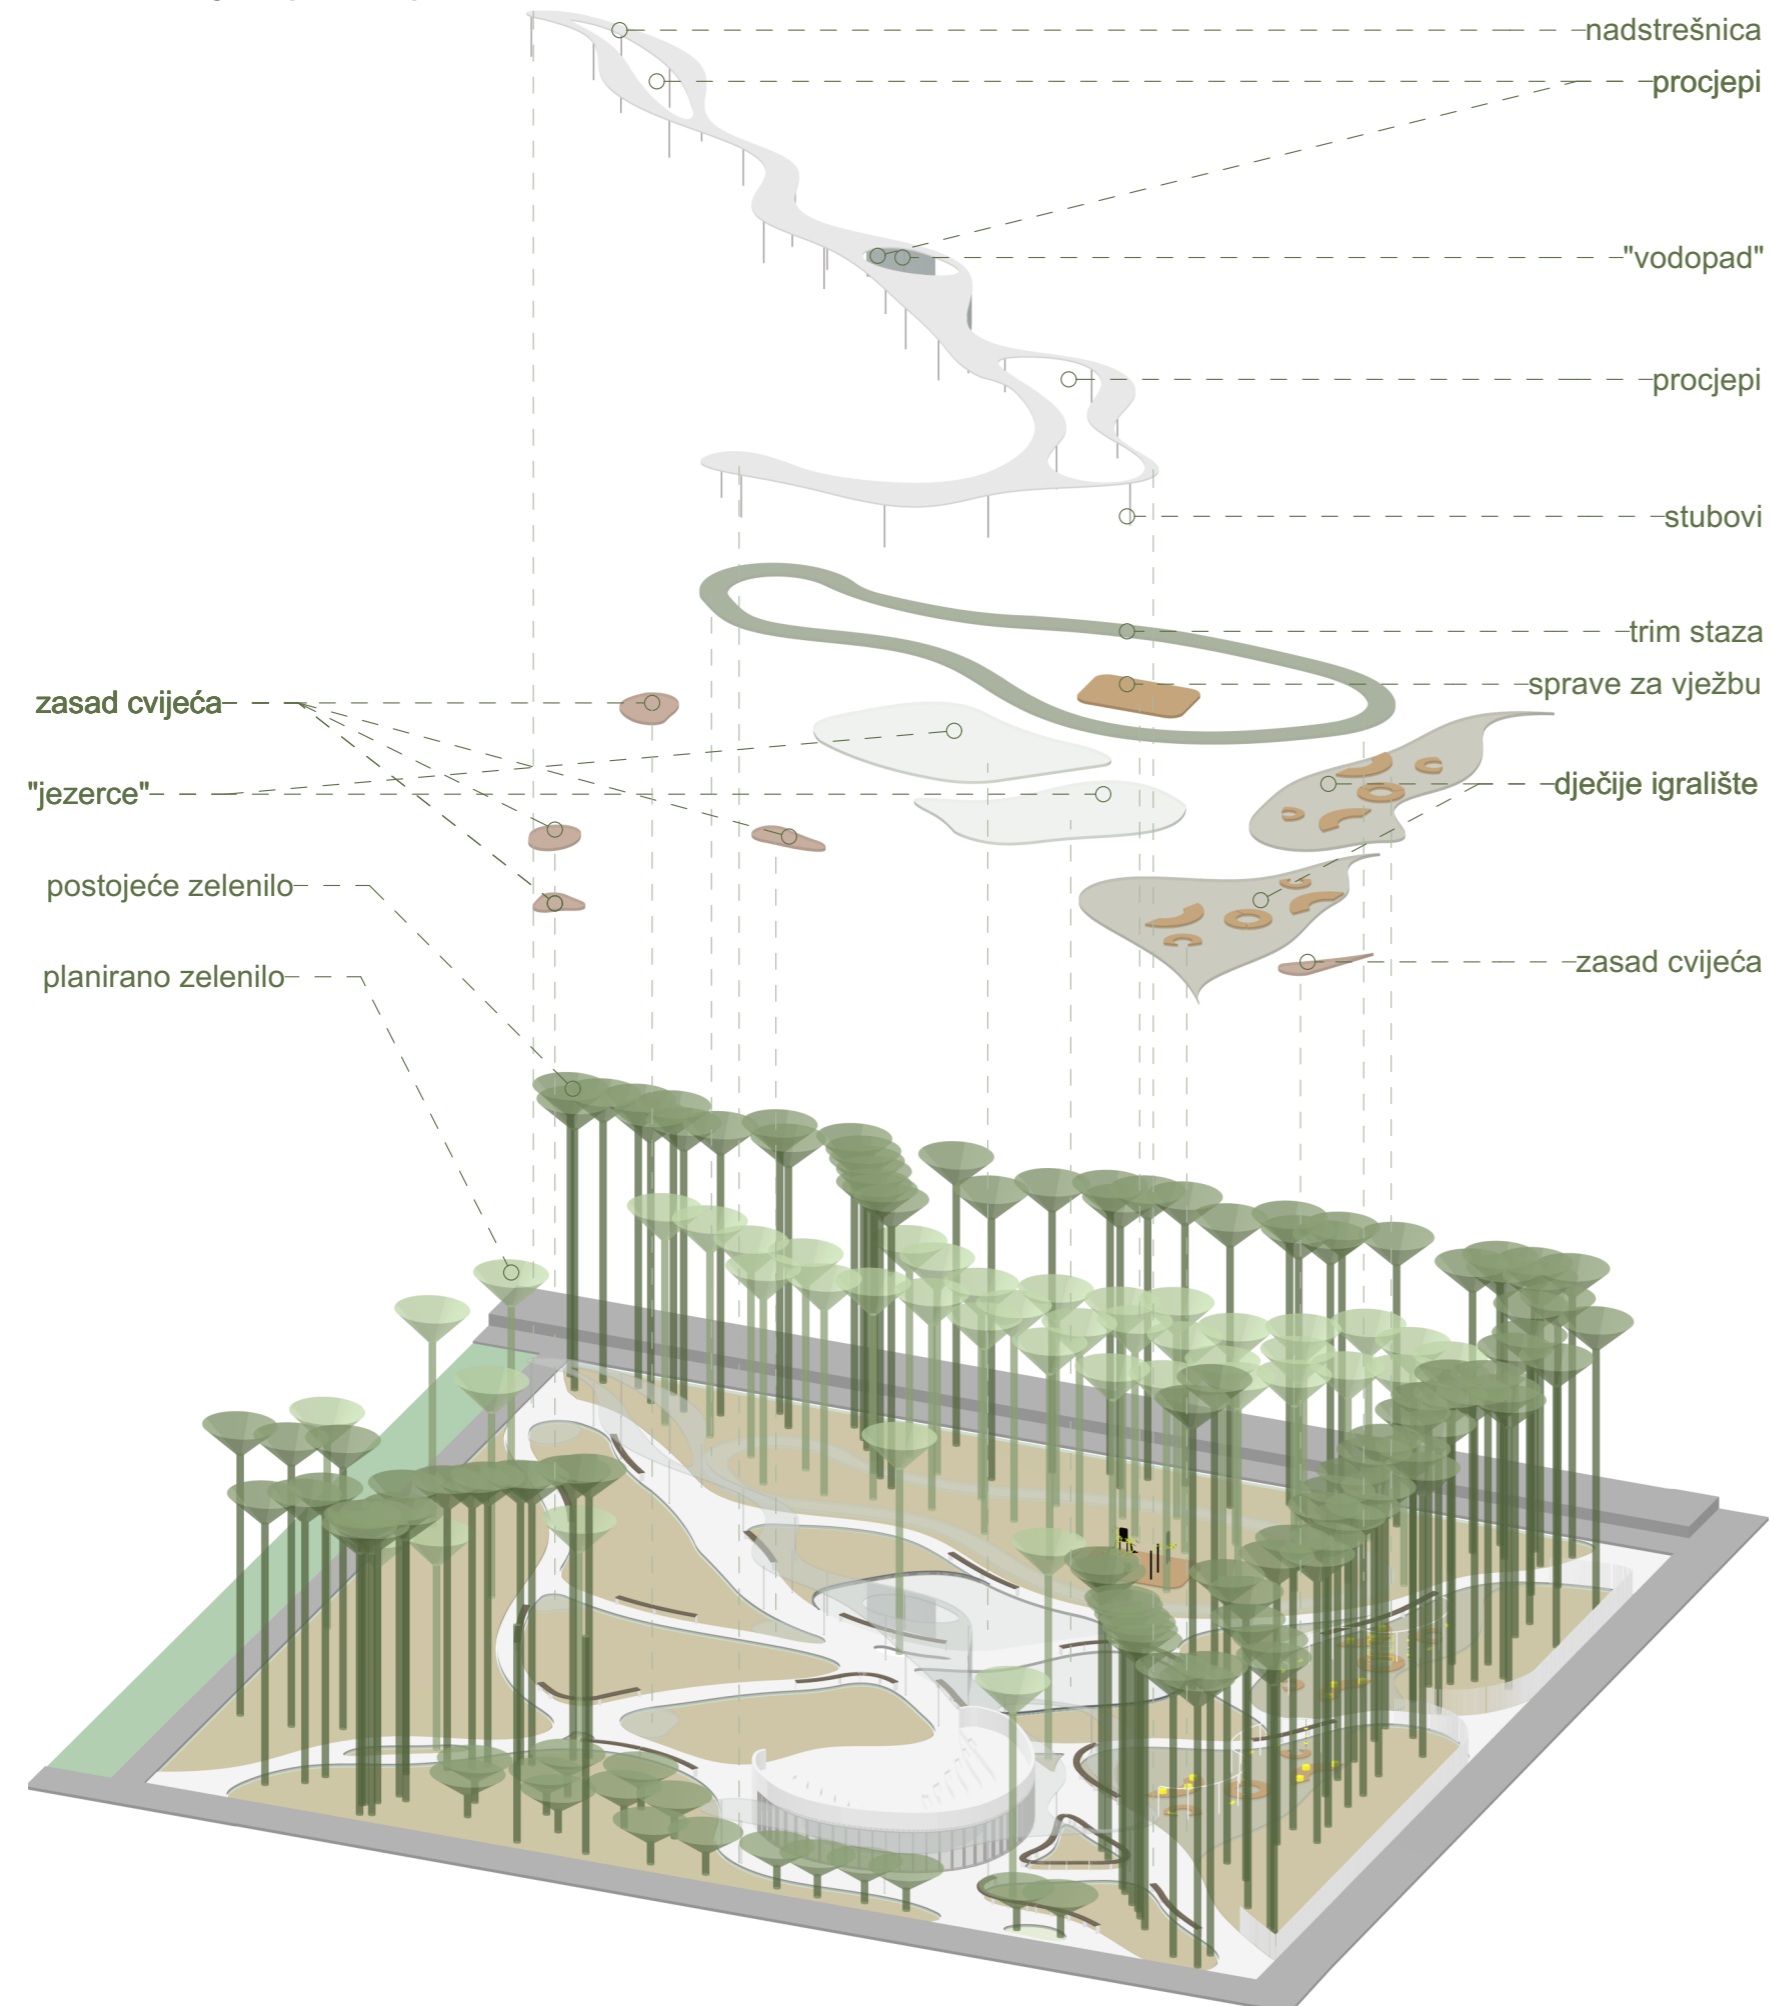 nadstrešnica
procjepi
"vodopad"
procjepi
stubovi
trim staza
sprave za vježbu
zasad cvijeća
"jezerce"
dječije igralište
postojeće zelenilo
zasad cvijeća
planirano zelenilo